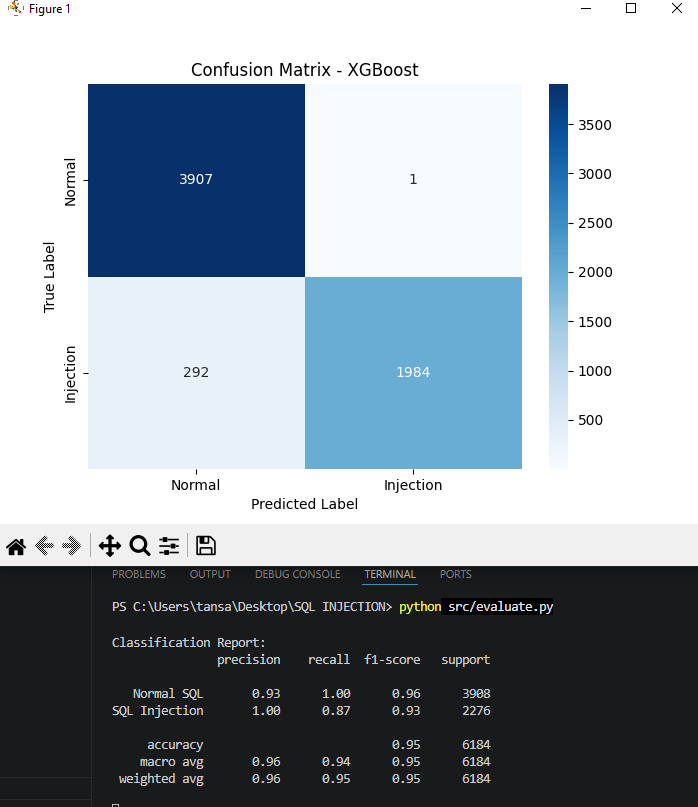 Figure 1
Confusion Matrix - XGBoost
Normal
3907
1
3500
3000
2500
2000
1500
1000
500
True Label
Injection
292
1984
Normal
Injection
Predicted Label
PROBLEMS OUTPUT DEBUG CONSOLE TERMINAL PORTS
PS C:\Users\tansa\Desktop\SQL INJECTION> python src/evaluate.py
Classification Report:
precision recall f1-score support
Normal SQL 0.93 1.00 0.96 3908
SQL Injection 1.00 0.87 0.93 2276
accuracy 0.95 6184
macro avg 0.96 0.94 0.95 6184
weighted avg 0.96 0.95 0.95 6184